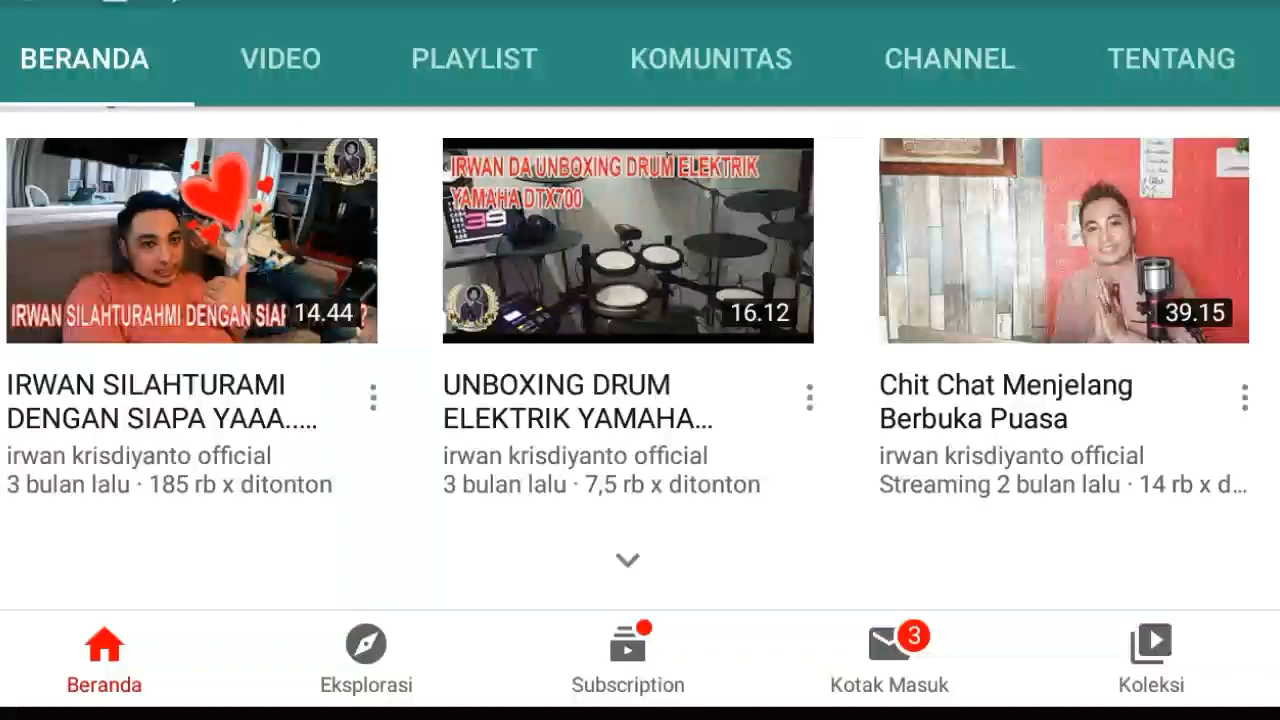 BERANDA VIDEO PLAYLIST KOMUNITAS CHANNEL TENTANG
IRWAN SILAHTURAHMI DENGAN SIAP
14.44
?
IRWAN DA UNBOXING DRUM ELEKTRIK
YAMAHA DTX700
39
16.12
39.15
IRWAN SILAHTURAMI
DENGAN SIAPA YAAA.....
irwan krisdiyanto official
3 bulan lalu · 185 rb x ditonton
UNBOXING DRUM
ELEKTRIK YAMAHA...
irwan krisdiyanto official
3 bulan lalu · 7,5 rb x ditonton
Chit Chat Menjelang
Berbuka Puasa
irwan krisdiyanto official
Streaming 2 bulan lalu · 14 rb x d...
3
Beranda Eksplorasi Subscription Kotak Masuk Koleksi